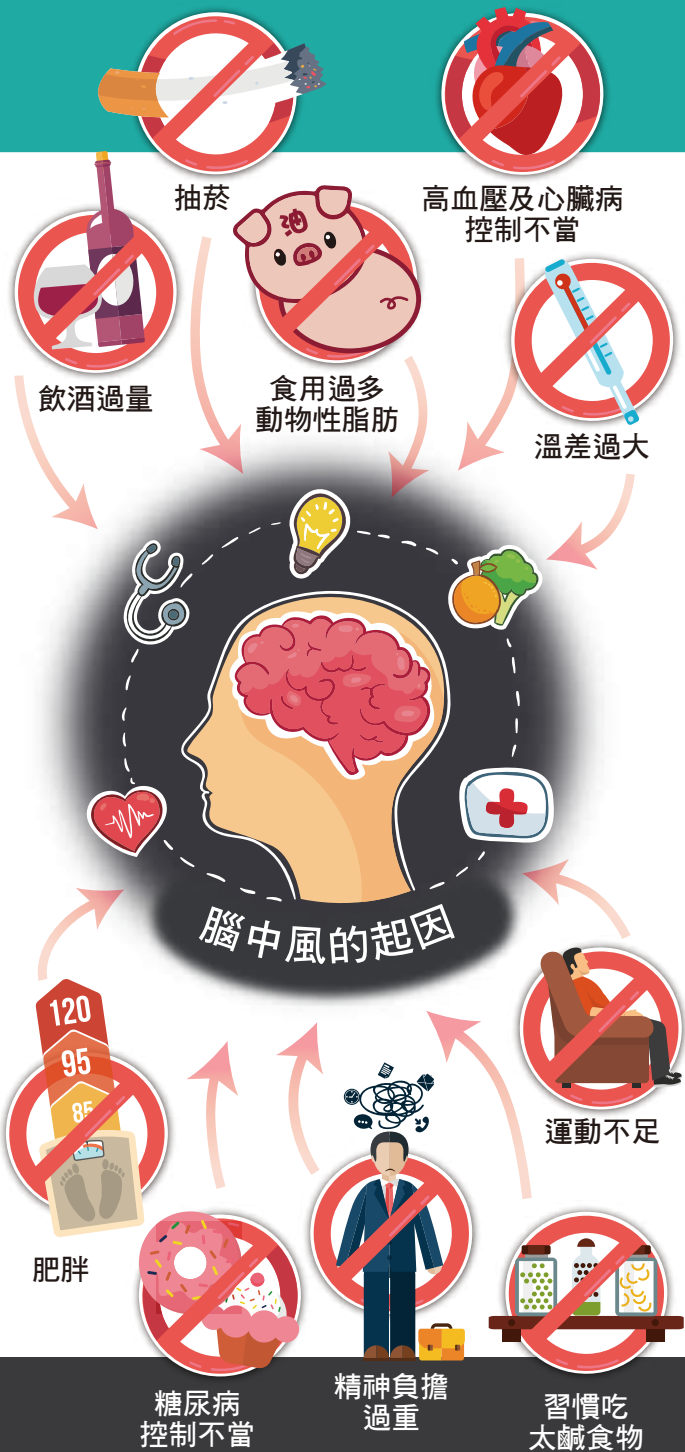 抽菸
高血壓及心臟病
控制不當
油
飲酒過量
食用過多
動物性脂肪
溫差過大
腦中風的起因
120
95
85
運動不足
肥胖
糖尿病
控制不當
精神負擔
過重
習慣吃
太鹹食物